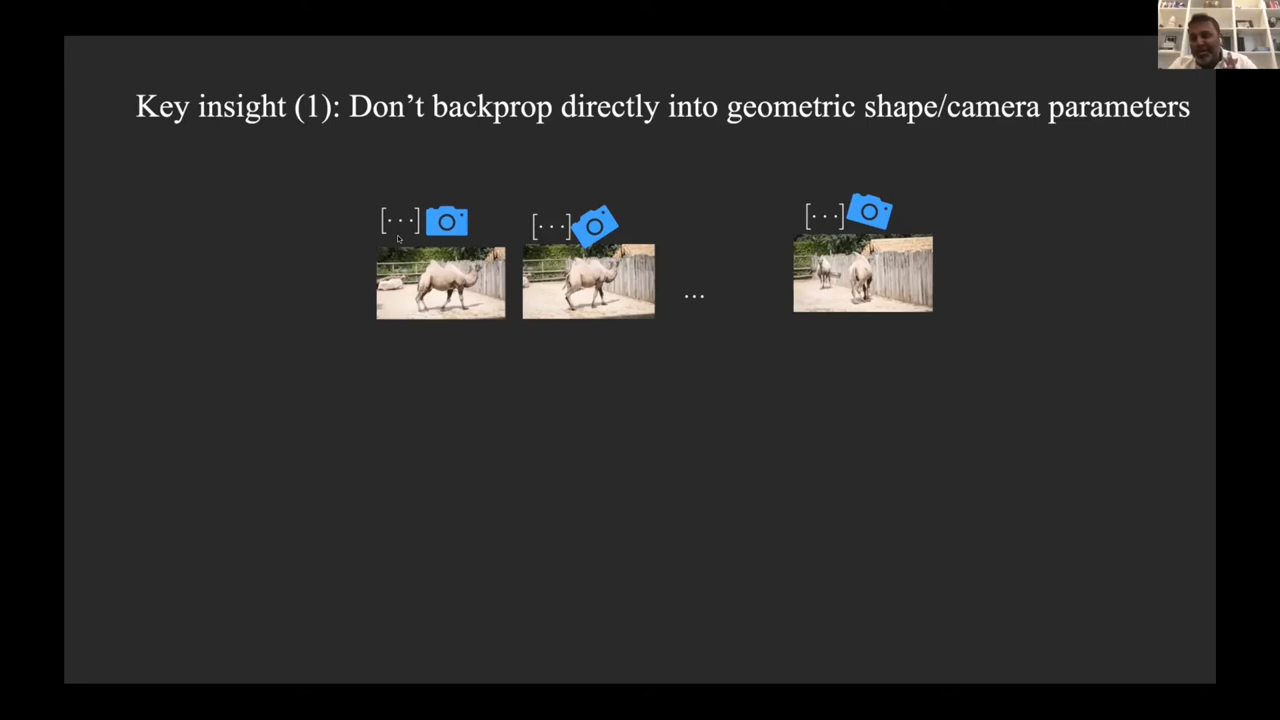 Key insight (1): Don’t backprop directly into geometric shape/camera parameters
[...]
[...]
[...]
...